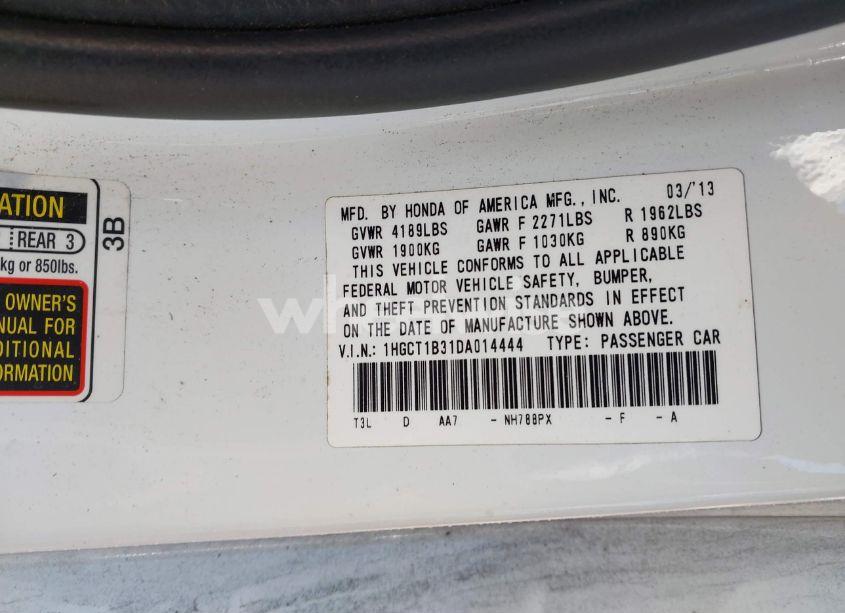 ATION
REAR 3
kg or 850lbs.
OWNER'S
NUAL FOR
DITIONAL
FORMATION
3B
MFD. BY HONDA OF AMERICA MFG., INC. 03/'13
GVWR 4189LBS GAWR F 2271LBS R 1962LBS
GVWR 1900KG GAWR F 1030KG R 890KG
THIS VEHICLE CONFORMS TO ALL APPLICABLE
FEDERAL MOTOR VEHICLE SAFETY, BUMPER,
AND THEFT PREVENTION STANDARDS IN EFFECT
ON THE DATE OF MANUFACTURE SHOWN ABOVE.
V.I.N.: 1HGCT1B31DA014444 TYPE: PASSENGER CAR
T3L D AA7 - NH788PX - F - A